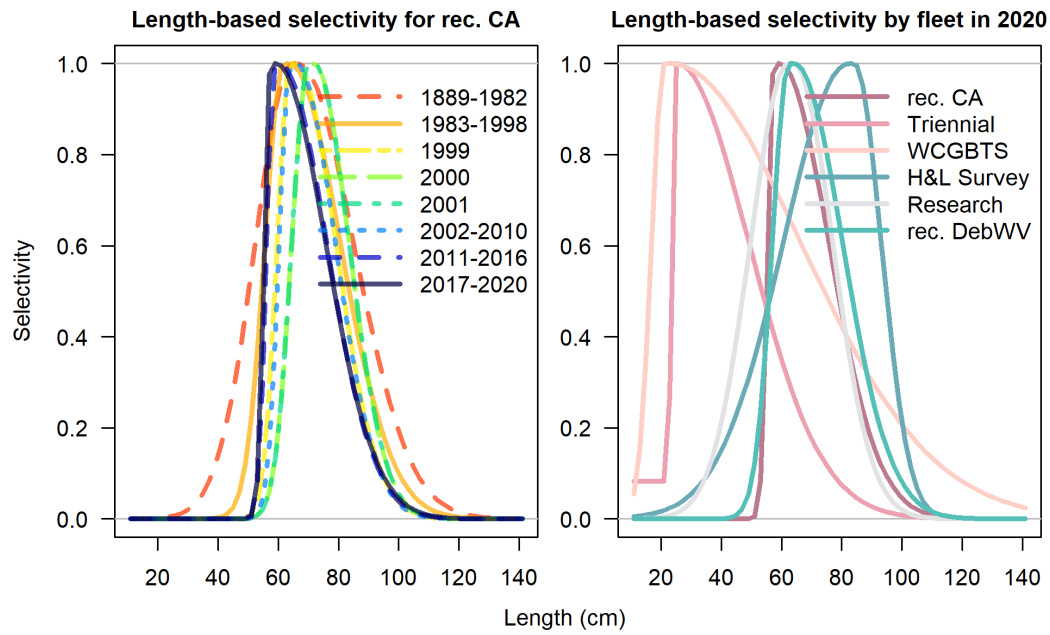 Length-based selectivity for rec. CA
Selectivity
1.0
0.8
0.6
0.4
0.2
0.0
1889-1982
1983-1998
1999
2000
2001
2002-2010
2011-2016
2017-2020
20 40 60 80 100 120 140
Length-based selectivity by fleet in 2020
1.0
0.8
0.6
0.4
0.2
0.0
rec. CA
Triennial
WCGBTS
H&L Survey
Research
rec. DebWV
20 40 60 80 100 120 140
Length (cm)